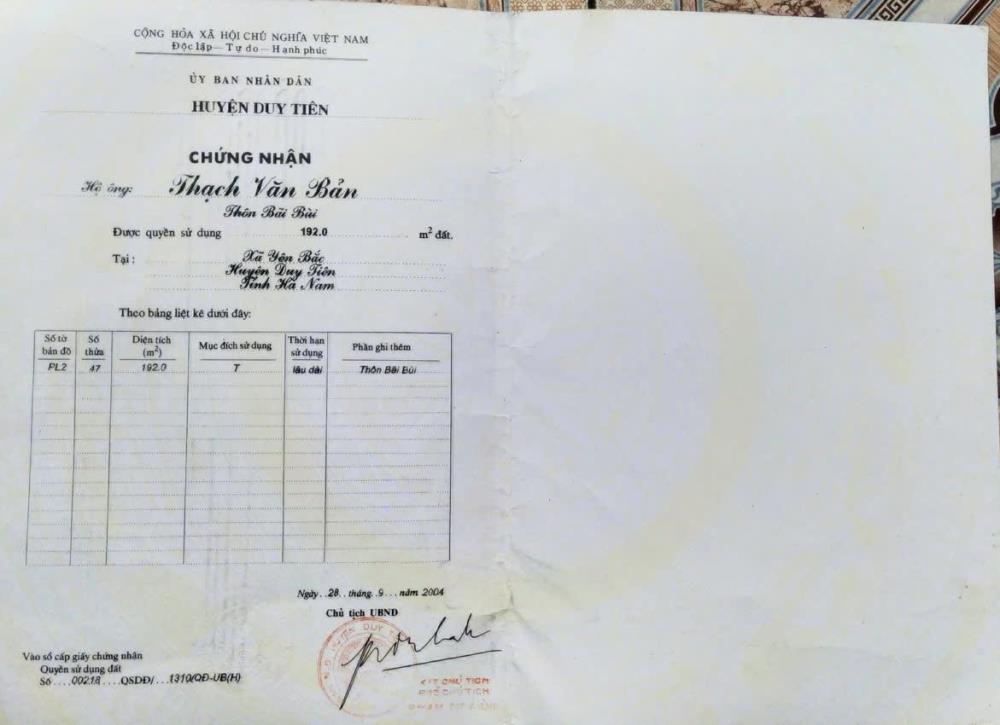 CỘNG HÒA XÃ HỘI CHỦ NGHĨA VIỆT NAM
Độc lập — Tự do — Hạnh phúc
ỦY BAN NHÂN DÂN
HUYỆN DUY TIÊN
CHỨNG NHẬN
Hộ ông: Thạch Văn Bản
Thôn Bãi Bùi
Được quyền sử dụng 192.0 m² đất.
Tại : Xã Yên Bắc
Huyện Duy Tiên
Tỉnh Hà Nam
Theo bảng liệt kê dưới đây:
Số tờ bản đồ Số thửa Diện tích (m²) Mục đích sử dụng Thời hạn sử dụng Phần ghi thêm
PL2 47 192.0 T lâu dài Thôn Bãi Bùi
Ngày..28..tháng..9...năm 2004
Chủ tịch UBND
HUYỆN DUY
K/T CHỦ TỊCH
PHÓ CHỦ TỊCH
Vào sổ cấp giấy chứng nhận
Quyền sử dụng đất
Số ....00218....QSDĐ/...1310/QĐ-UB(H)